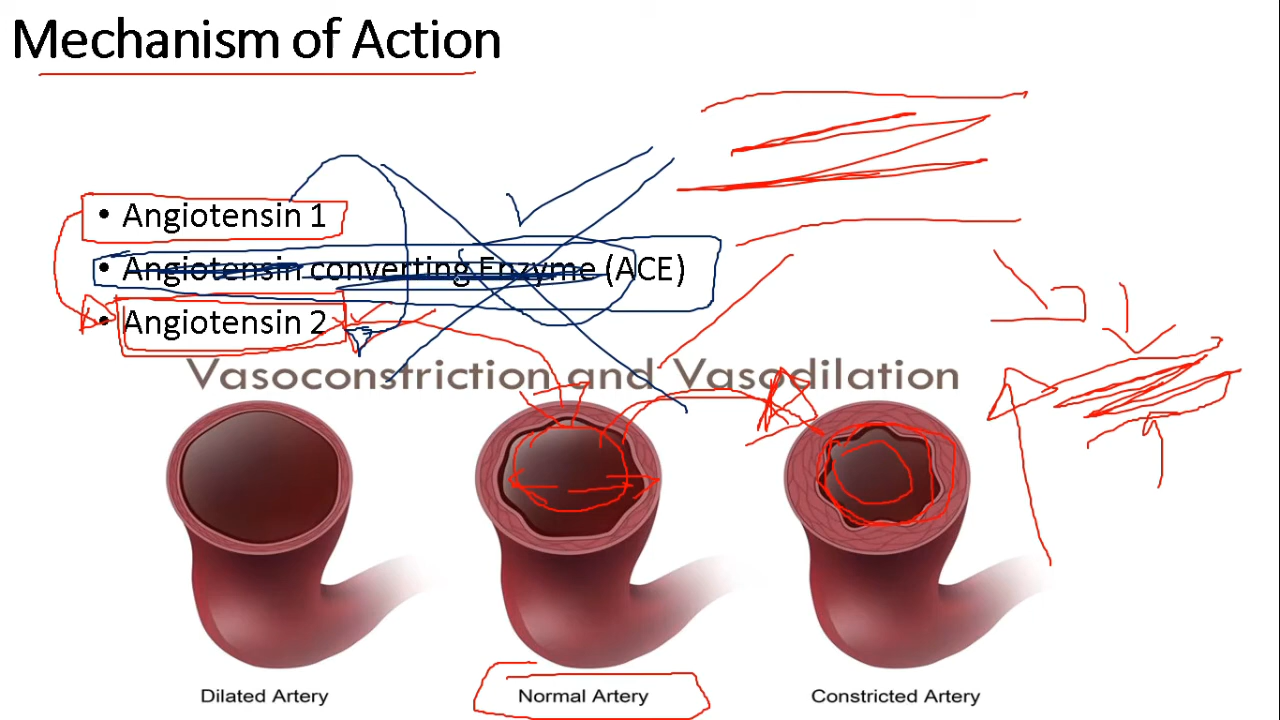 Mechanism of Action
• Angiotensin 1
• Angiotensin converting Enzyme (ACE)
• Angiotensin 2
Vasoconstriction and Vasodilation
Dilated Artery
Normal Artery
Constricted Artery